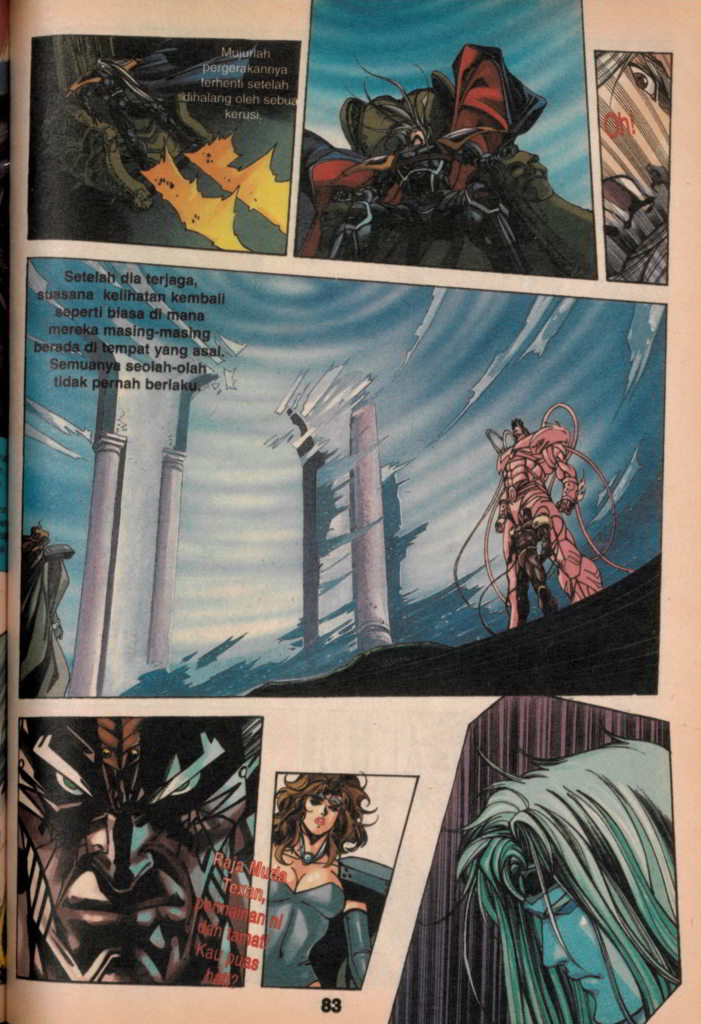 Mujurlah
pergerakannya
terhenti setelah
dihalang oleh sebua
kerusi.
Oh!
Setelah dia terjaga,
suasana kelihatan kembali
seperti biasa di mana
mereka masing-masing
berada di tempat yang asal.
Semuanya seolah-olah
tidak pernah berlaku.
Raja Muda
Texan,
permainan ni
dah tamat!
Kau puas
hati?
83